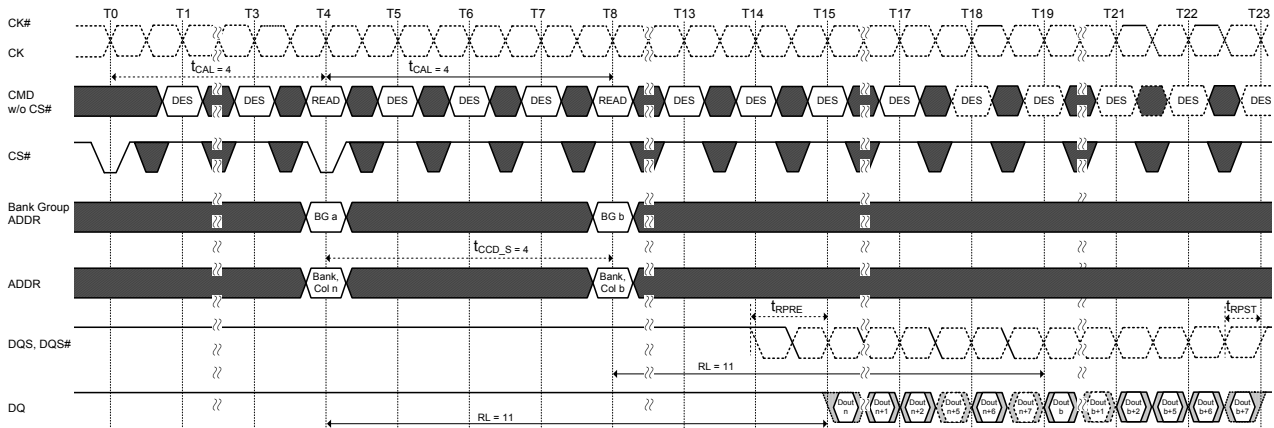 T0 T1 T3 T4 T5 T6 T7 T8 T13 T14 T15 T17 T18 T19 T21 T22 T23
CK#
CK
tCAL = 4 tCAL = 4
CMD
w/o CS#
DES DES READ DES DES DES READ DES DES DES DES DES DES DES DES DES
CS#
Bank Group
ADDR
BG a BG b
tCCD_S = 4
ADDR
Bank,
Col n
Bank,
Col b
tRPRE tRPST
DQS, DQS#
RL = 11
DQ
Dout
n
Dout
n+1
Dout
n+2
Dout
n+5
Dout
n+6
Dout
n+7
Dout
b
Dout
b+1
Dout
b+2
Dout
b+5
Dout
b+6
Dout
b+7
RL = 11